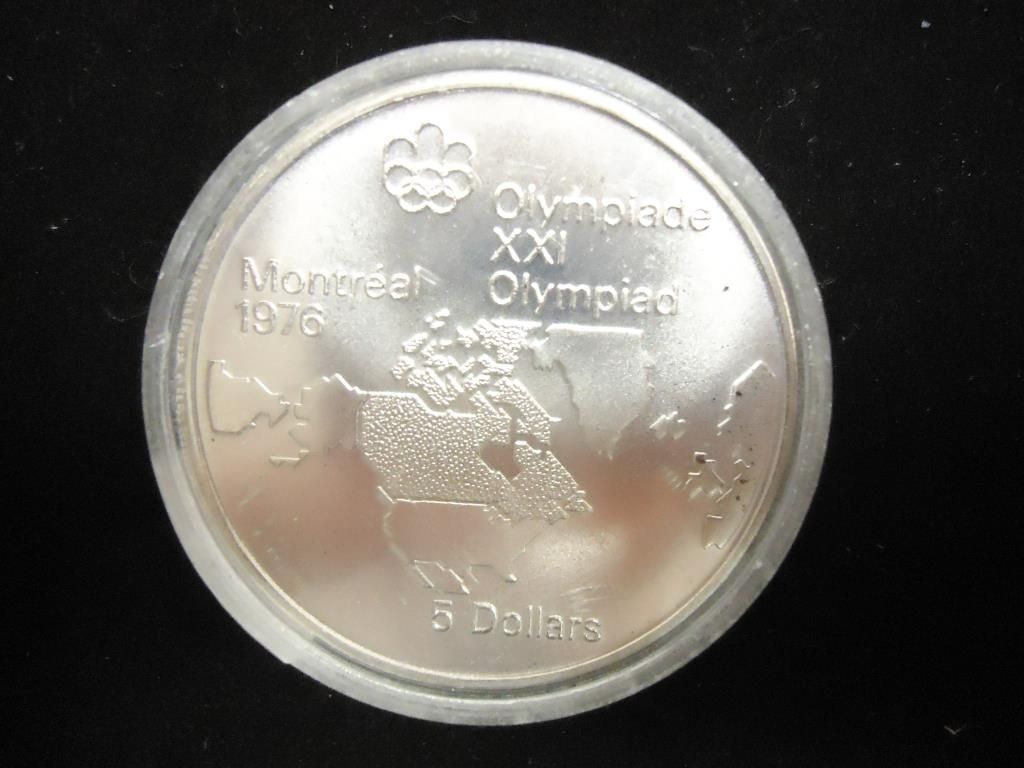 Olympiade
XXI
Olympiad
Montréal
1976
5 Dollars